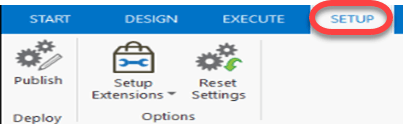 START DESIGN EXECUTE SETUP
Publish Setup Extensions Reset Settings
Deploy Options